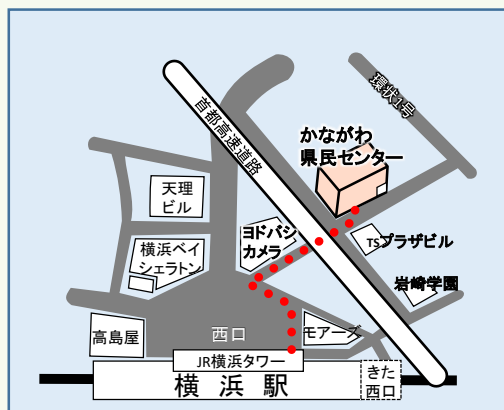 環状1号
首都高速道路
かながわ
県民センター
天理
ビル
ヨドバシ
カメラ
TSプラザビル
横浜ベイ
シェラトン
岩崎学園
高島屋
西口
モアーズ
JR横浜タワー
横浜駅
きた
西口